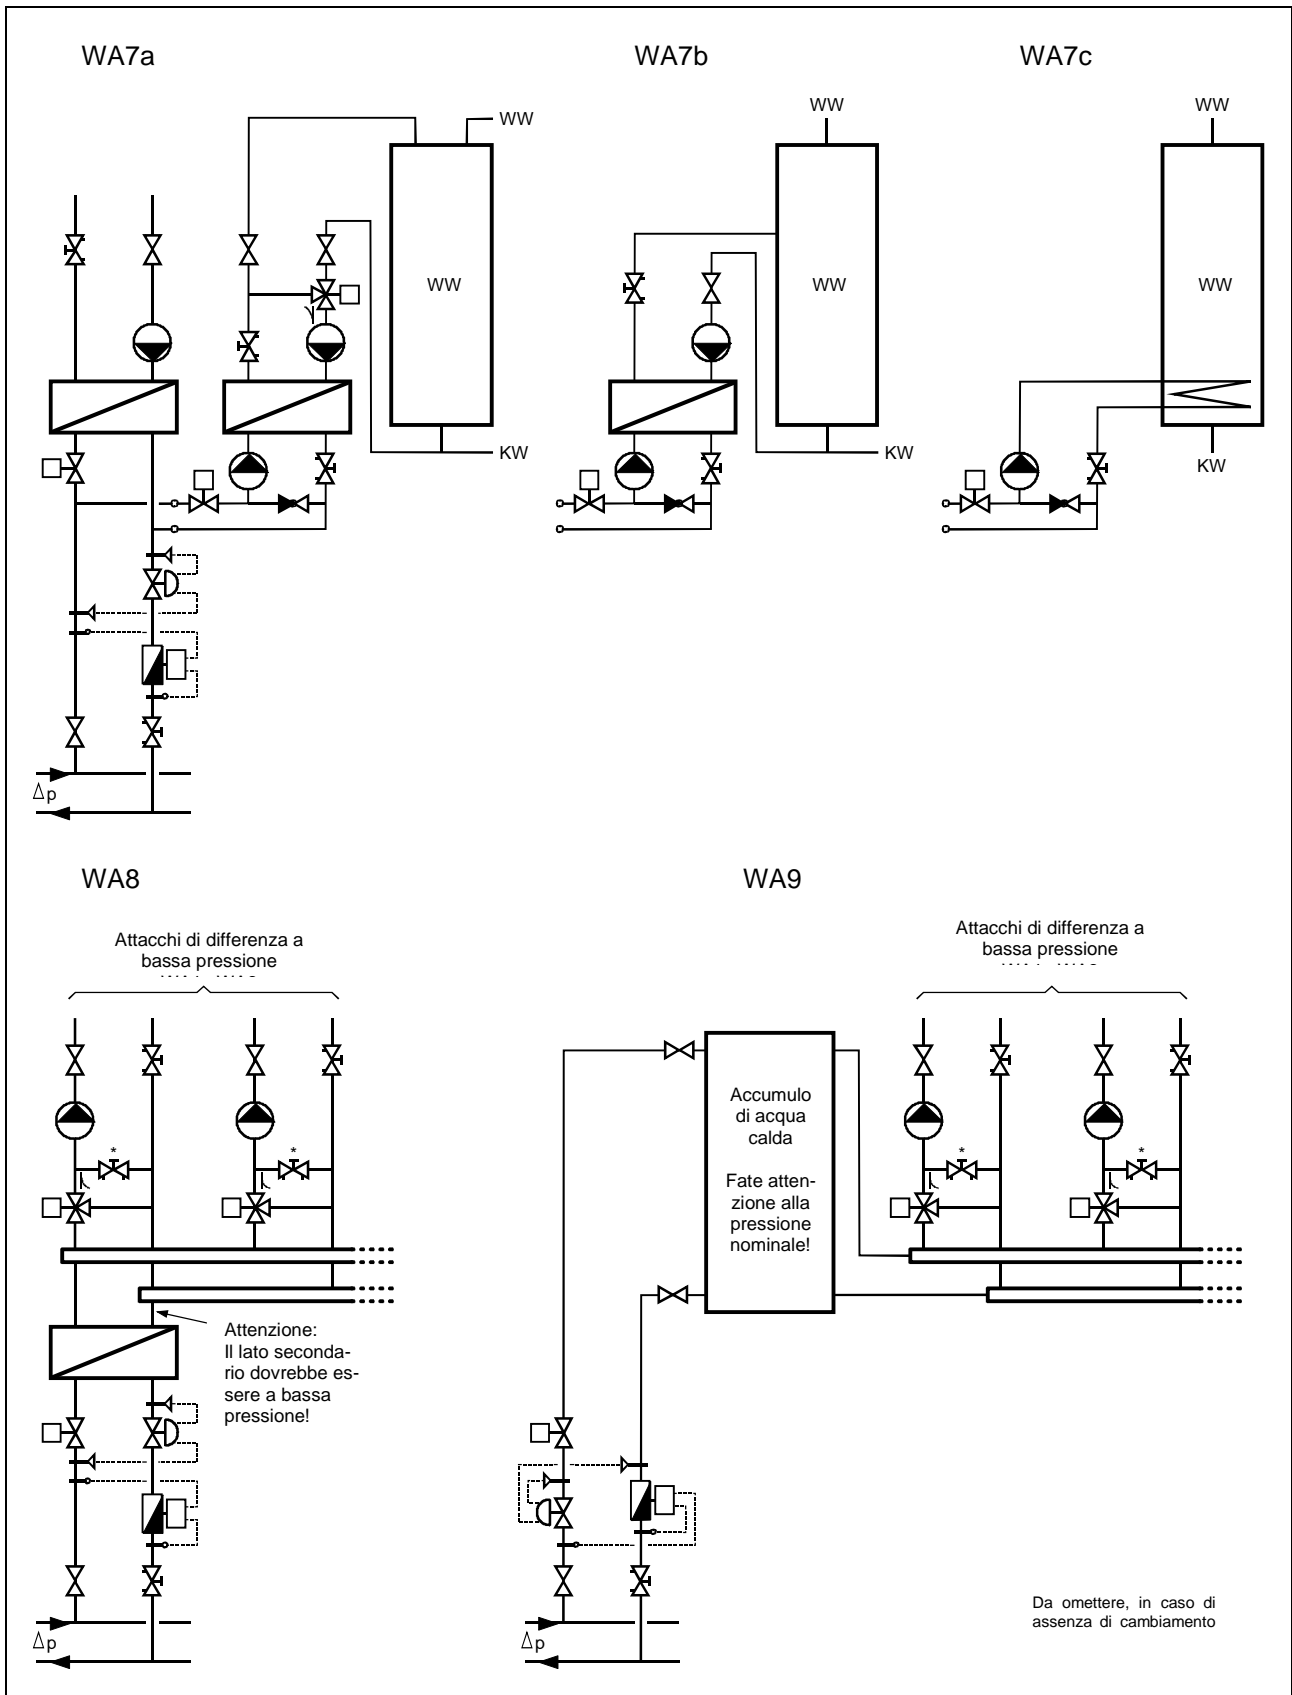 WA7a
WA7b
WA7c
WW
WW
WW
WW
WW
WW
KW
KW
KW
Δp
WA8
WA9
Attacchi di differenza a
bassa pressione
Attacchi di differenza a
bassa pressione
*
*
*
*
Accumulo
di acqua
calda
Fate atten-
zione alla
pressione
nominale!
Attenzione:
Il lato seconda-
rio dovrebbe es-
sere a bassa
pressione!
Δp
Δp
Da omettere, in caso di
assenza di cambiamento